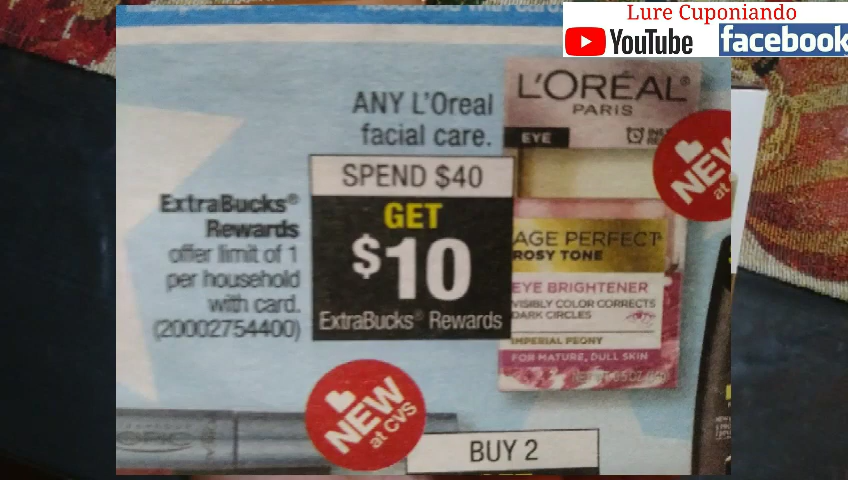 Lure Cuponiando
YouTube facebook
ANY L'Oreal
facial care.
SPEND $40
GET
$10
ExtraBucks® Rewards
ExtraBucks®
Rewards
offer limit of 1
per household
with card.
(20002754400)
L'ORÉAL®
PARIS
EYE
AGE PERFECT®
ROSY TONE
EYE BRIGHTENER
VISIBLY COLOR CORRECTS
DARK CIRCLES
IMPERIAL PEONY
FOR MATURE, DULL SKIN
NEW
at
NEW
at CVS
BUY 2